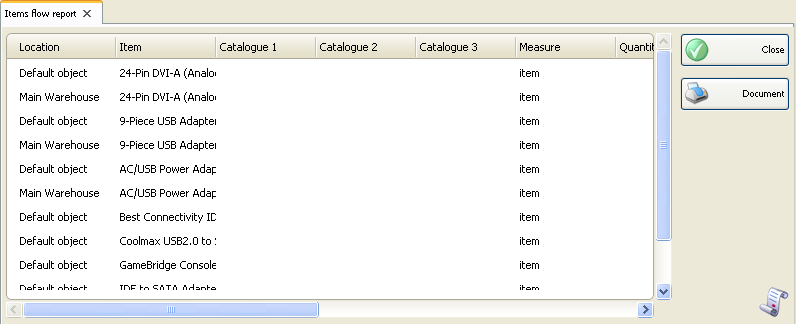 Items flow report
Location Item Catalogue 1 Catalogue 2 Catalogue 3 Measure Quantit
Close
Default object 24-Pin DVI-A (Analo item
Main Warehouse 24-Pin DVI-A (Analo item
Document
Default object 9-Piece USB Adapter item
Main Warehouse 9-Piece USB Adapter item
Default object AC/USB Power Adap item
Main Warehouse AC/USB Power Adap item
Default object Best Connectivity ID item
Default object Coolmax USB2.0 to S item
Default object GameBridge Console item
Default object IDE to SATA Adapte item